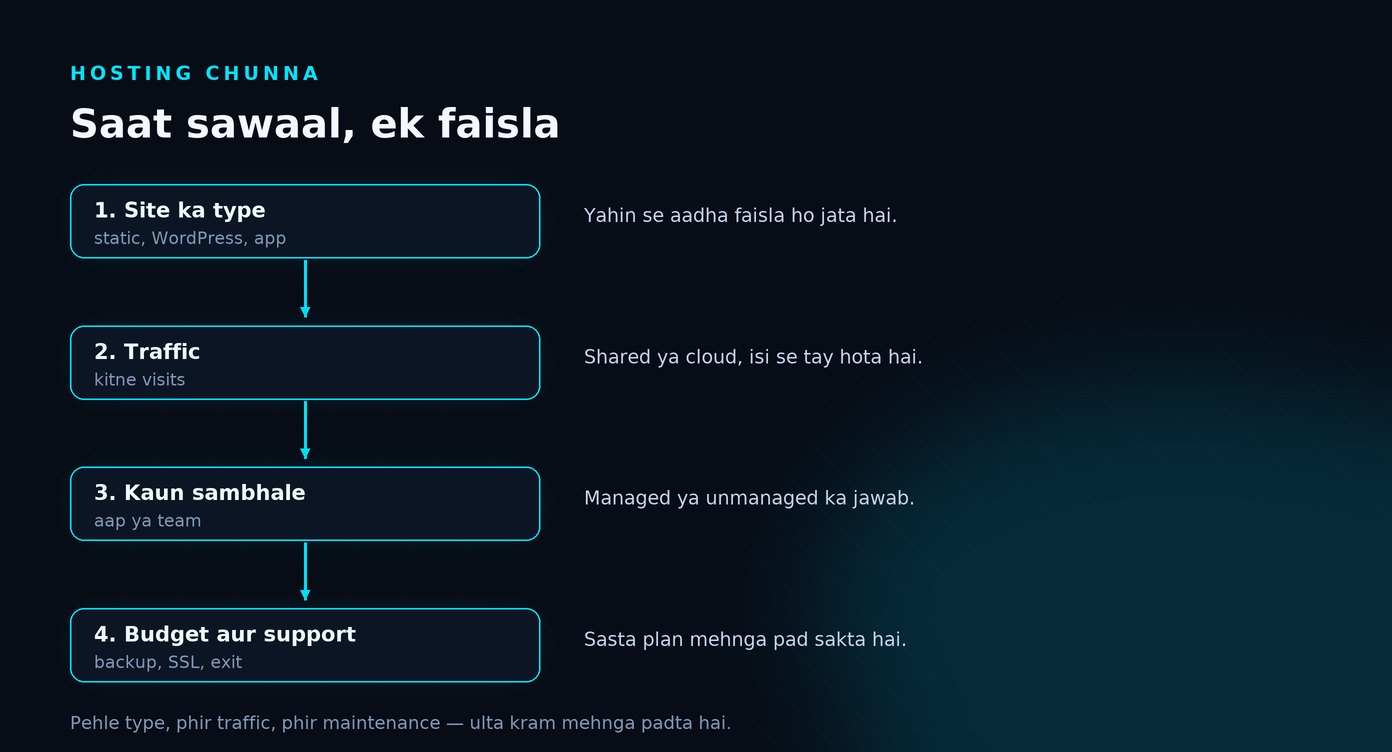 HOSTING CHUNNA
Saat sawaal, ek faisla
1. Site ka type
static, WordPress, app
Yahin se aadha faisla ho jata hai.
2. Traffic
kitne visits
Shared ya cloud, isi se tay hota hai.
3. Kaun sambhale
aap ya team
Managed ya unmanaged ka jawab.
4. Budget aur support
backup, SSL, exit
Sasta plan mehnga pad sakta hai.
Pehle type, phir traffic, phir maintenance — ulta kram mehnga padta hai.